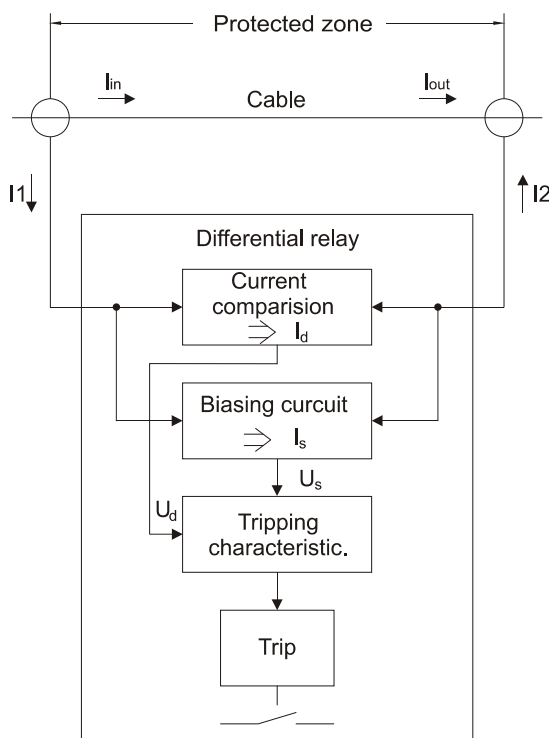 Protected zone
Iin
Iout
Cable
I1
I2
Differential relay
Current
comparision
Id
Biasing curcuit
Is
Us
Ud
Tripping
characteristic.
Trip